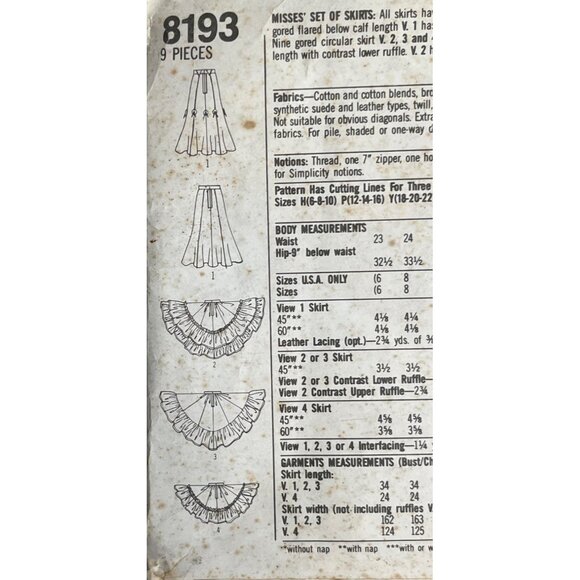 8193
9 PIECES
1
1
2
3
4
MISSES' SET OF SKIRTS: All skirts ha
gored flared below calf length V. 1 has
Nine gored circular skirt V. 2, 3 and
length with contrast lower ruffle. V. 2
Fabrics—Cotton and cotton blends, bro
synthetic suede and leather types, twill,
Not suitable for obvious diagonals. Extra
fabrics. For pile, shaded or one-way d
Notions: Thread, one 7" zipper, one ho
for Simplicity notions.
Pattern Has Cutting Lines For Three
Sizes H(6-8-10) P(12-14-16) Y(18-20-22
BODY MEASUREMENTS
Waist 23 24
Hip-9" below waist
32½ 33½
Sizes U.S.A. ONLY (6 8
Sizes (6 8
View 1 Skirt
45"** 4⅛ 4¼
60"** 4⅛ 4⅛
Leather Lacing (opt.)—2¾ yds. of
View 2 or 3 Skirt
45"** 3½ 3½
View 2 or 3 Contrast Lower Ruffle—
View 2 Contrast Upper Ruffle—2¾
View 4 Skirt
45"** 4⅝ 4⅝
60"** 3⅝ 3⅝
View 1, 2, 3 or 4 Interfacing—1¼
GARMENTS MEASUREMENTS (Bust/Ch
Skirt length:
V. 1, 2, 3 34 34
V. 4 24 24
Skirt width (not including ruffles V
V. 1, 2, 3 162 163
V. 4 124 125
*without nap **with nap ***with or w